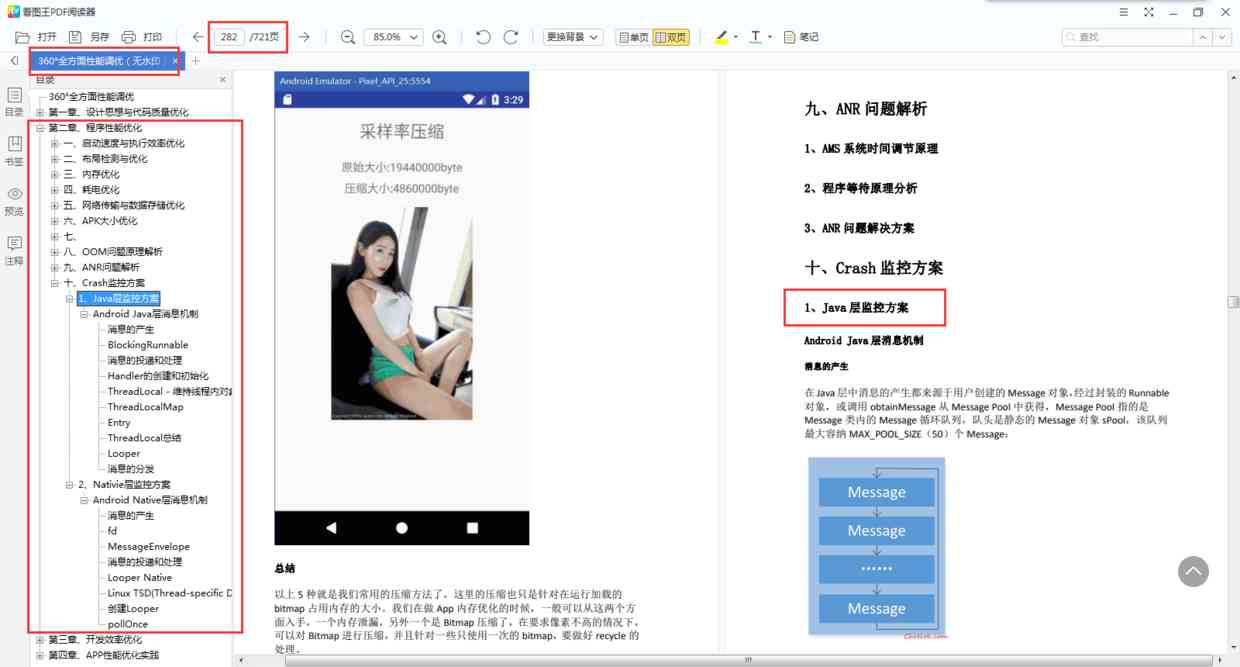 看图王PDF阅读器
打开
另存
打印
282 /721页
85.0%
更换背景
单页
双页
笔记
查找
360°全方面性能调优（无水印
目录
书签
预览
注释
目录
360°全方面性能调优
第一章、设计思想与代码质量优化
第二章、程序性能优化
一、启动速度与执行效率优化
二、布局检测与优化
三、内存优化
四、耗电优化
五、网络传输与数据存储优化
六、APK大小优化
七、
八、OOM问题原理解析
九、ANR问题解析
十、Crash监控方案
1、Java层监控方案
Android Java层消息机制
消息的产生
BlockingRunnable
消息的投递和处理
Handler的创建和初始化
ThreadLocal - 维持线程内对象
ThreadLocalMap
Entry
ThreadLocal总结
Looper
消息的分发
2、Nativie层监控方案
Android Native层消息机制
消息的产生
fd
MessageEnvelope
消息的投递和处理
Looper Native
Linux TSD(Thread-specific D
创建Looper
pollOnce
第三章、开发效率优化
第四章、APP性能优化实践
Android Emulator - Pixel_API_25:5554
3:29
采样率压缩
原始大小:19440000byte
压缩大小:4860000byte
总结
以上 5 种就是我们常用的压缩方法了，这里的压缩也只是针对在运行加载的
bitmap 占用内存的大小。我们在做 App 内存优化的时候，一般可以从这两个方
面入手，一个内存泄漏，另外一个是 Bitmap 压缩了，在要求像素不高的情况下，
可以对 Bitmap 进行压缩，并且针对一些只使用一次的 bitmap，要做好 recycle 的
处理。
九、ANR 问题解析
1、AMS 系统时间调节原理
2、程序等待原理分析
3、ANR 问题解决方案
十、Crash 监控方案
1、Java 层监控方案
Android Java 层消息机制
消息的产生
在 Java 层中消息的产生都来源于用户创建的 Message 对象，经过封装的 Runnable
对象，或调用 obtainMessage 从 Message Pool 中获得，Message Pool 指的是
Message 类内的 Message 循环队列，队头是静态的 Message 对象 sPool，该队列
最大容纳 MAX_POOL_SIZE（50）个 Message：
Message
Message
······
Message